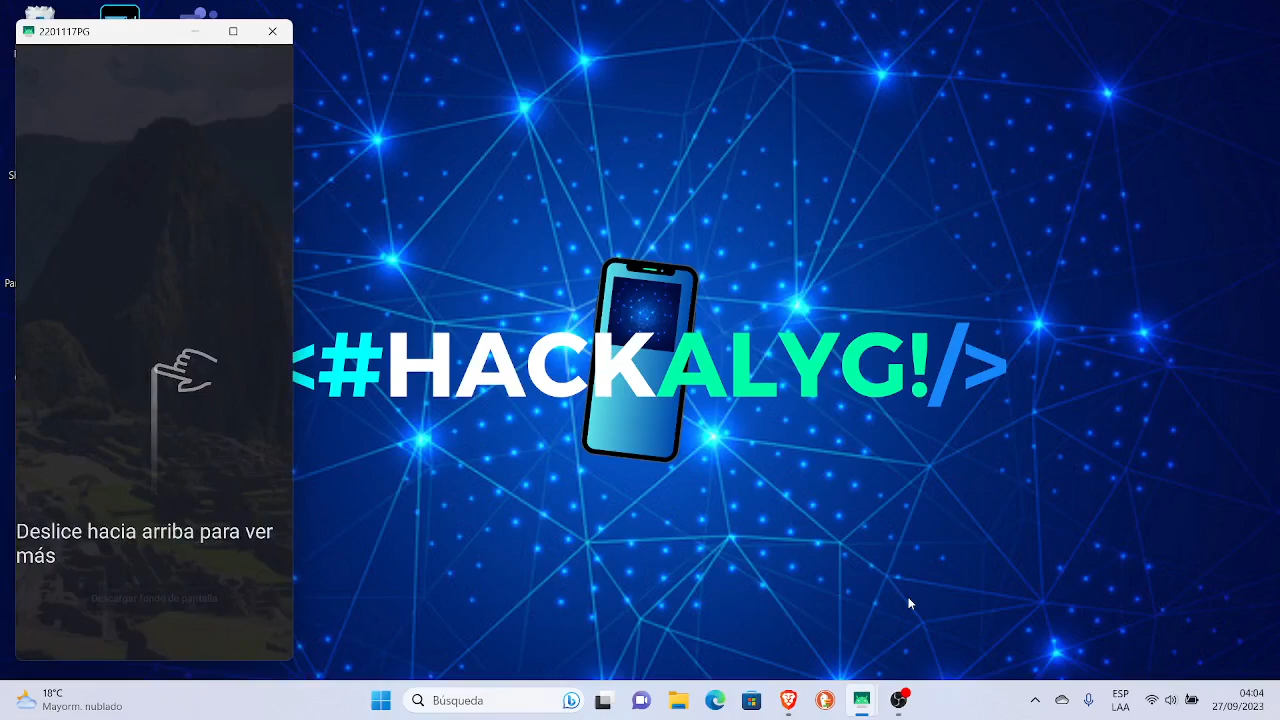 2201117PG
Deslice hacia arriba para ver
más
Descargar fondo de pantalla
<#HACKALYG!/>
18°C
Mayorm. nublado
Búsqueda
ESP
LAA
04:04
27/09/2023